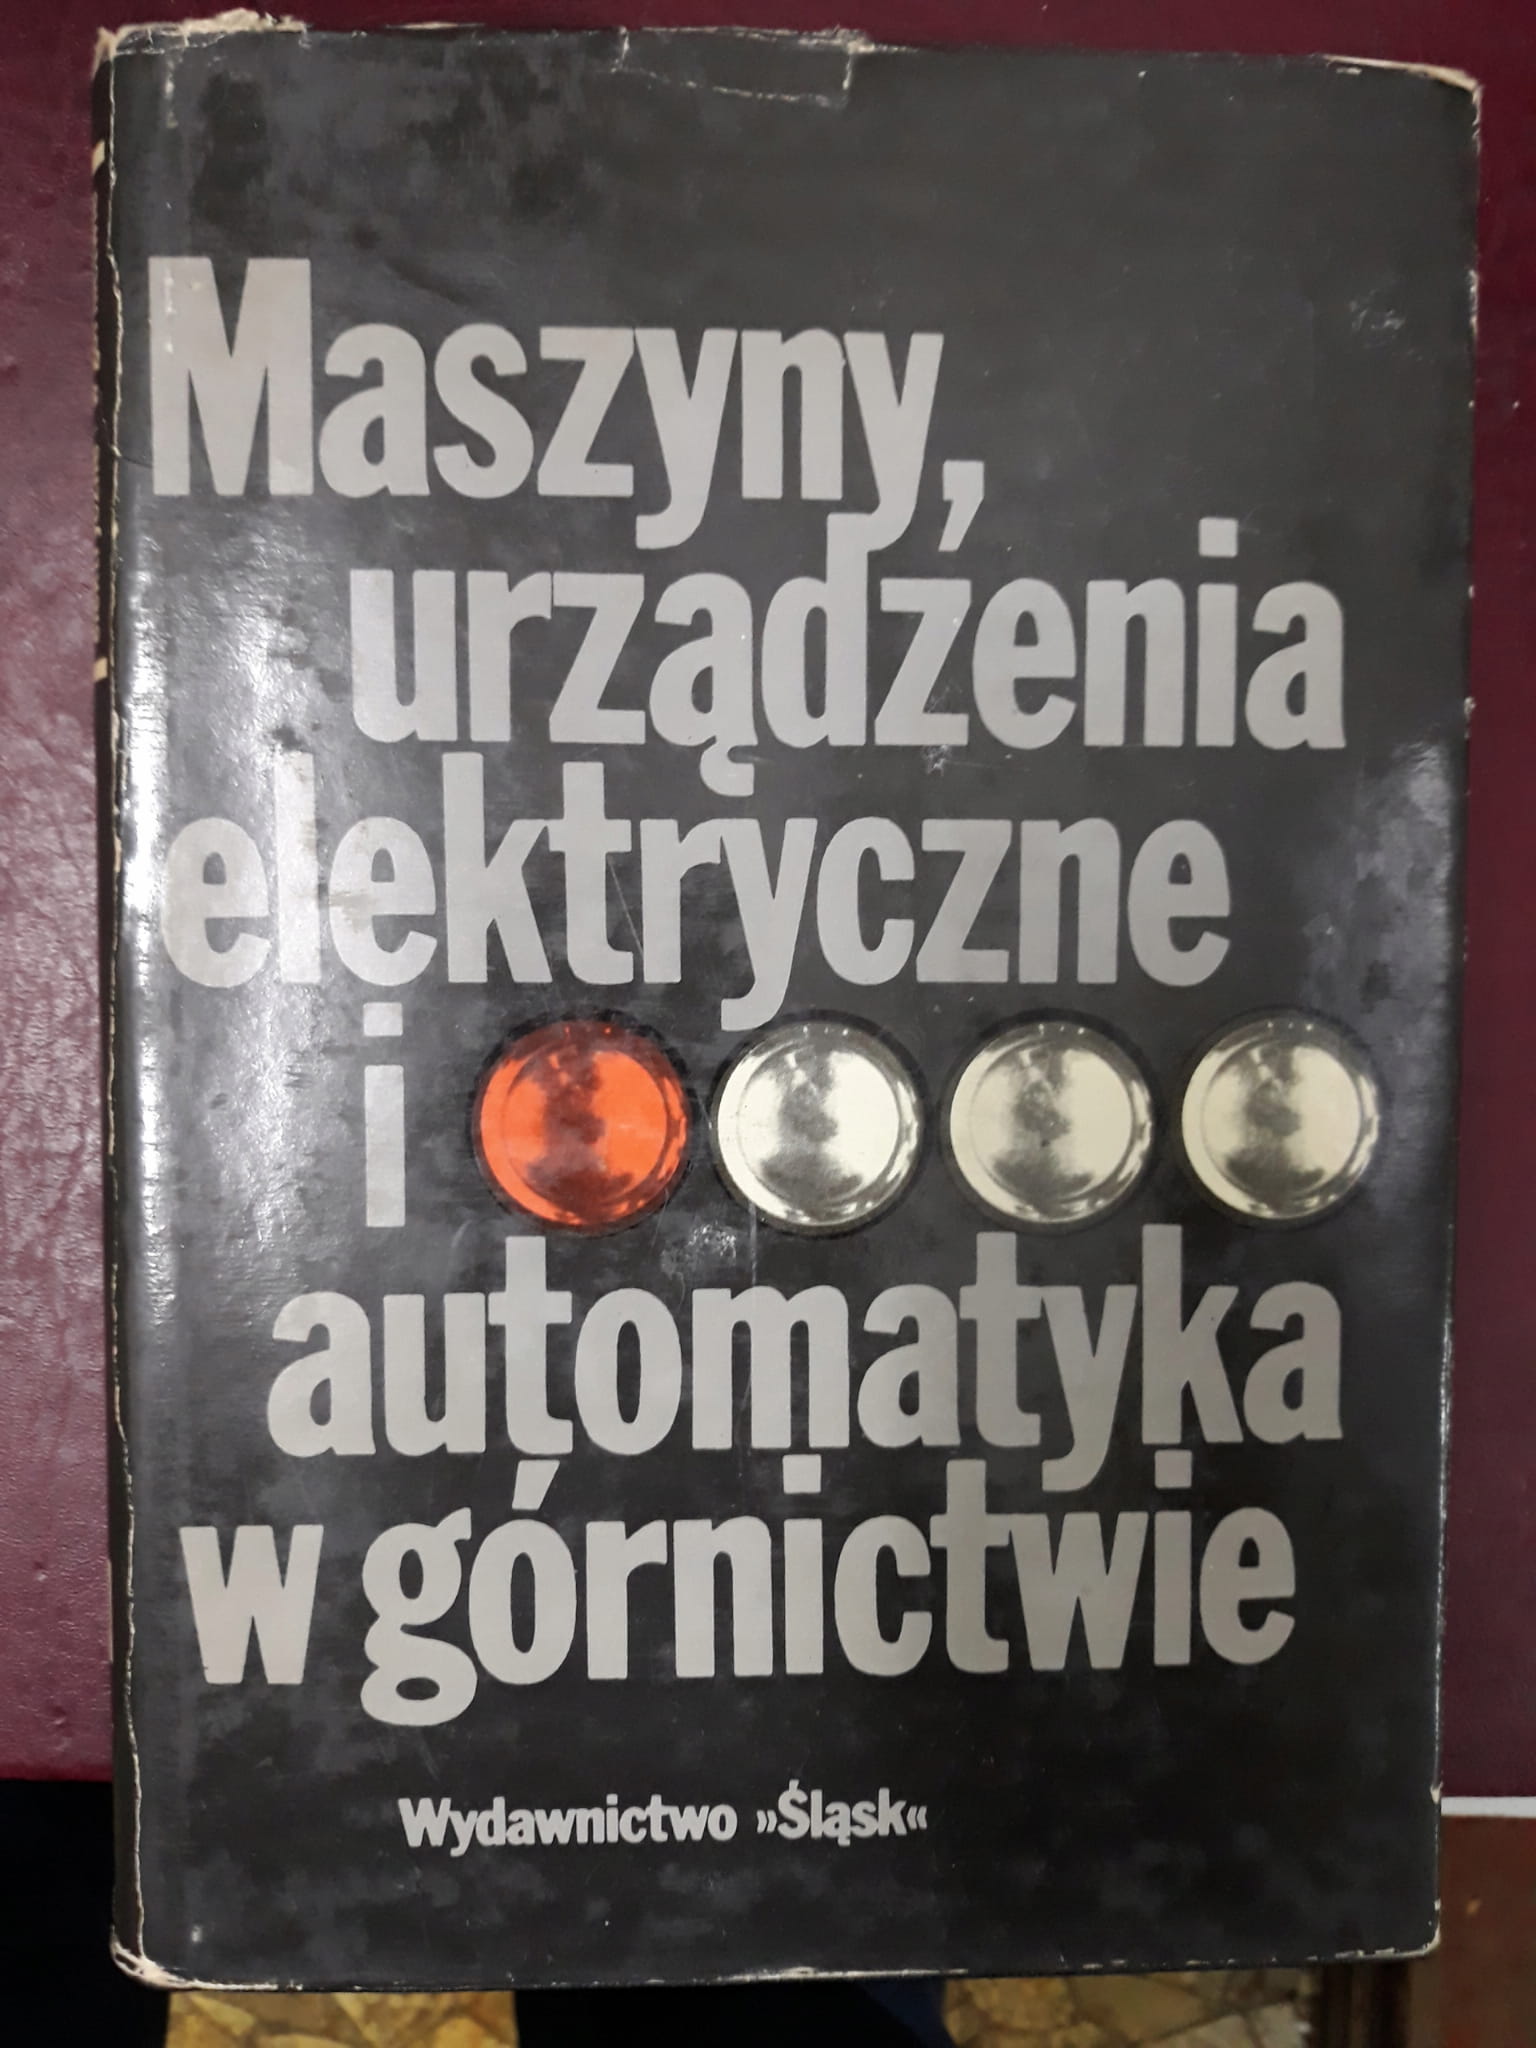 Maszyny,
urządzenia
elektryczne
i
automatyka
w górnictwie
Wydawnictwo »Śląsk«